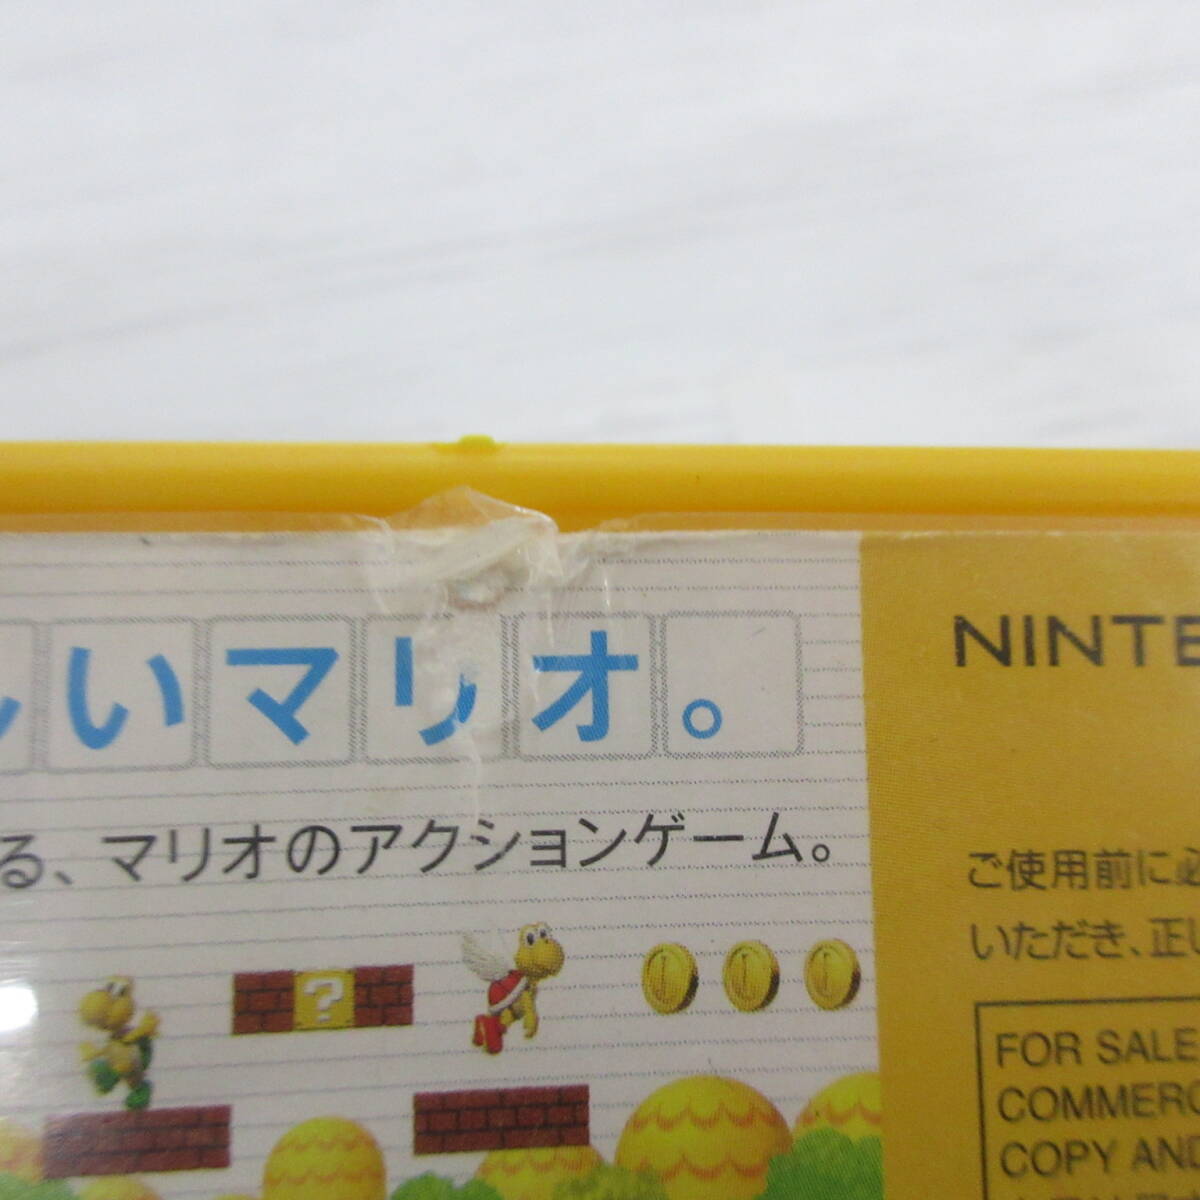 しいマリオ。
る、マリオのアクションゲーム。
?
NINTE
ご使用前に必
いただき、正し
FOR SALE
COMMERC
COPY AND